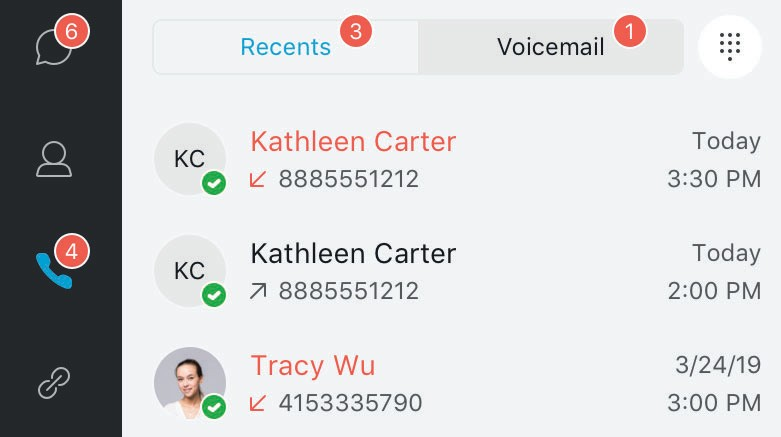 6
4
Recents 3
Voicemail 1
KC
Kathleen Carter Today
8885551212 3:30 PM
KC
Kathleen Carter Today
8885551212 2:00 PM
Tracy Wu 3/24/19
4153335790 3:00 PM